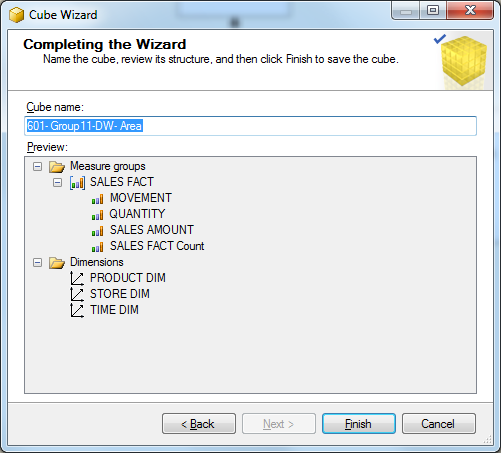 Cube Wizard
Completing the Wizard
Name the cube, review its structure, and then click Finish to save the cube.
Cube name:
601- Group11-DW- Area
Preview:
Measure groups
SALES FACT
MOVEMENT
QUANTITY
SALES AMOUNT
SALES FACT Count
Dimensions
PRODUCT DIM
STORE DIM
TIME DIM
< Back Next > Finish Cancel